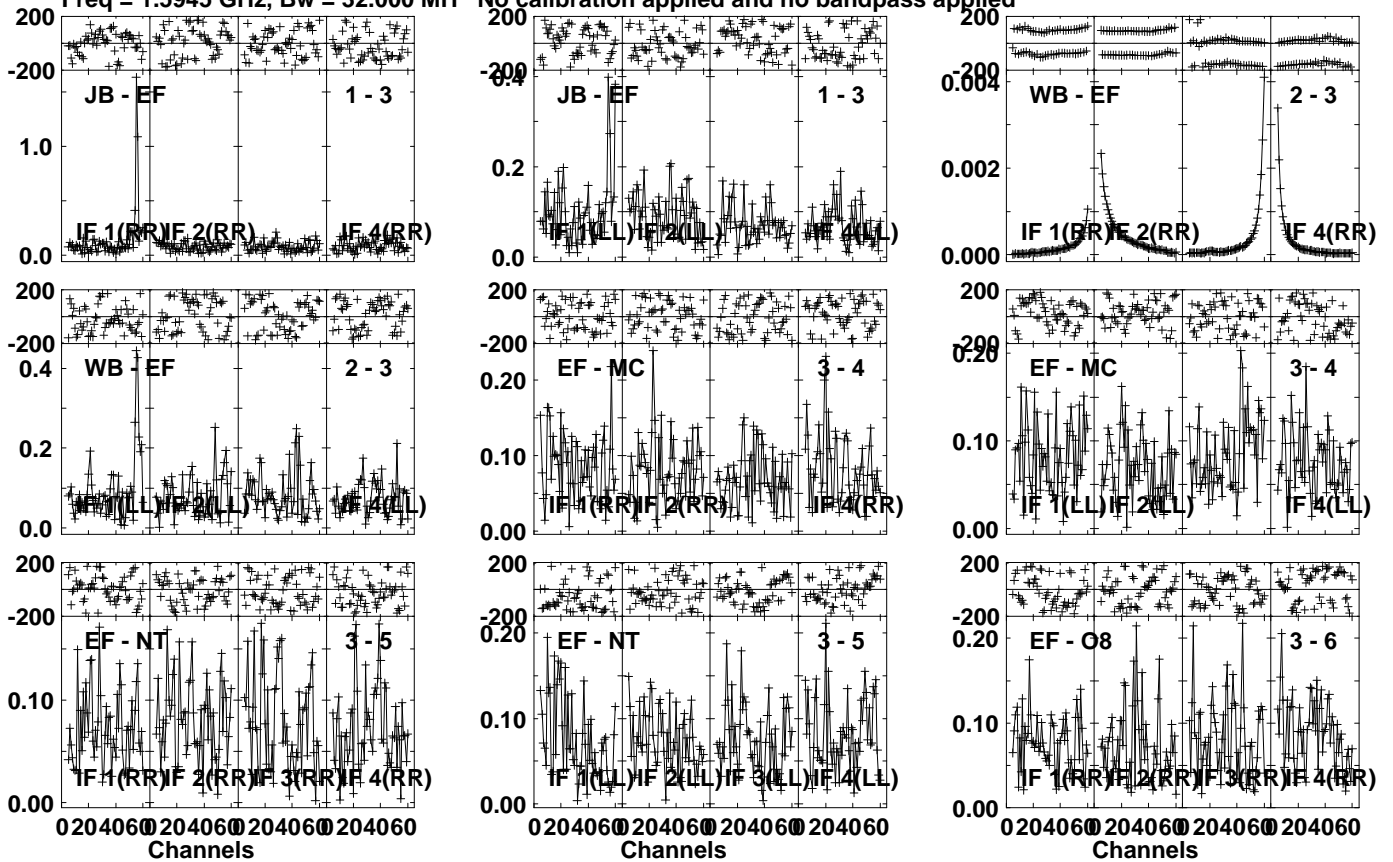 Freq = 1.5945 GHz, Bw = 32.000 MH No calibration applied and no bandpass applied
200
-200
JB - EF
1 - 3
1.0
0.0
IF 1(RR) IF 2(RR) IF 4(RR)
200
-200
0.4
JB - EF
1 - 3
0.2
0.0
IF 1(LL) IF 2(LL) IF 4(LL)
200
-200
0.004
WB - EF
2 - 3
0.002
0.000
IF 1(RR) IF 2(RR) IF 4(RR)
200
-200
WB - EF
2 - 3
0.4
0.2
0.0
IF 1(LL) IF 2(LL) IF 4(LL)
200
-200
EF - MC
3 - 4
0.20
0.10
0.00
IF 1(RR) IF 2(RR) IF 4(RR)
200
-200
0.20
EF - MC
3 - 4
0.10
0.00
IF 1(LL) IF 2(LL) IF 4(LL)
200
-200
EF - NT
3 - 5
0.10
0.00
IF 1(RR) IF 2(RR) IF 3(RR) IF 4(RR)
0 20 40 60 0 20 40 60 0 20 40 60 0 20 40 60
Channels
200
-200
0.20
EF - NT
3 - 5
0.10
0.00
IF 1(LL) IF 2(LL) IF 3(LL) IF 4(LL)
0 20 40 60 0 20 40 60 0 20 40 60 0 20 40 60
Channels
200
-200
0.20
EF - O8
3 - 6
0.10
0.00
IF 1(RR) IF 2(RR) IF 3(RR) IF 4(RR)
0 20 40 60 0 20 40 60 0 20 40 60 0 20 40 60
Channels